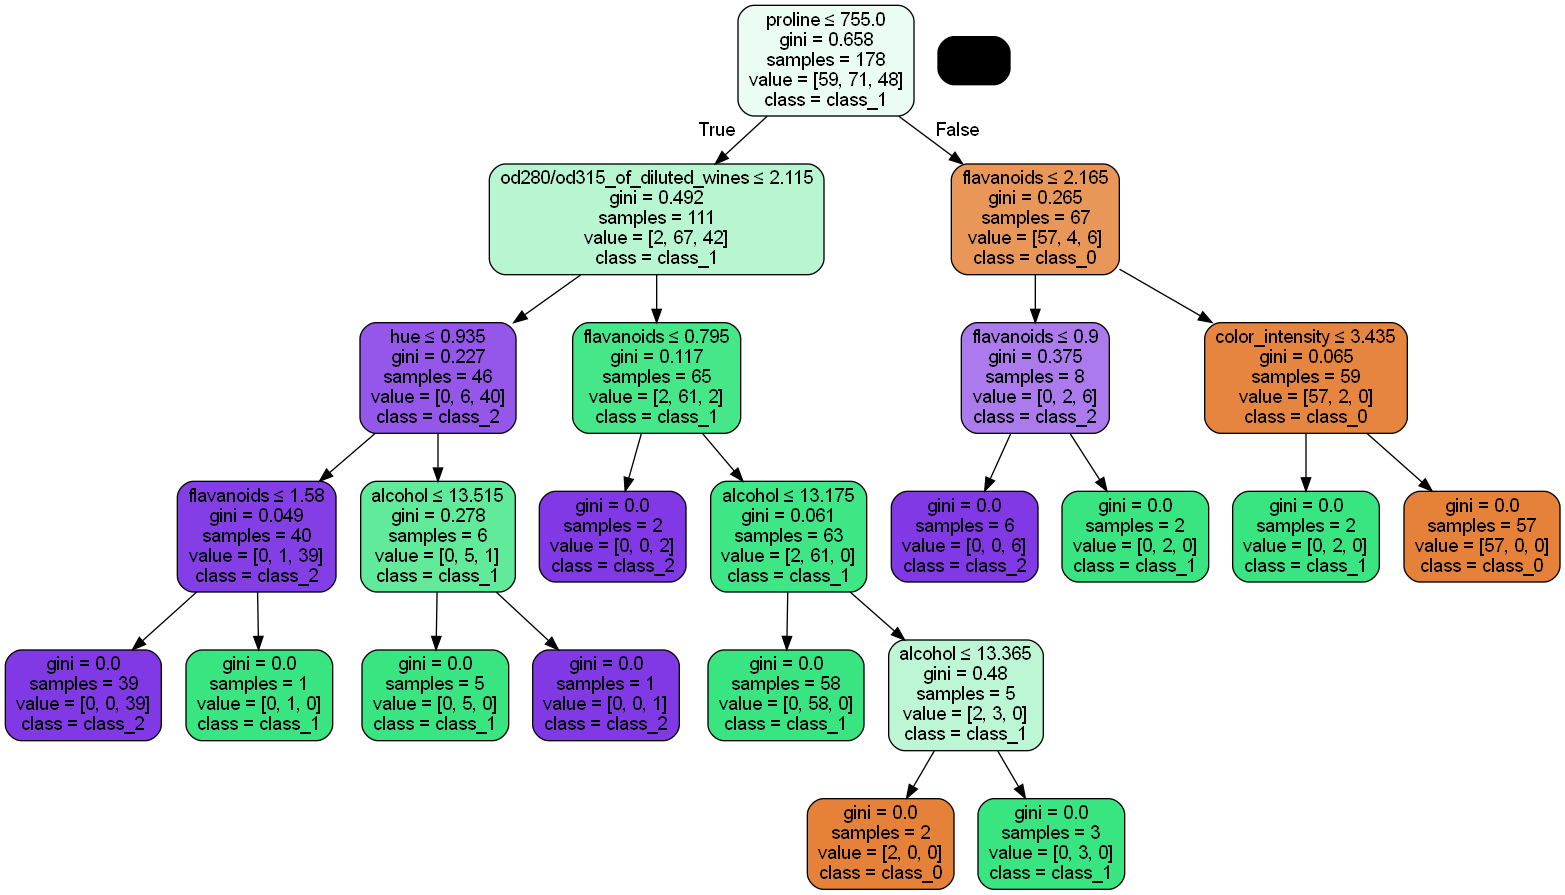 proline ≤ 755.0
gini = 0.658
samples = 178
value = [59, 71, 48]
class = class_1
True
False
od280/od315_of_diluted_wines ≤ 2.115
gini = 0.492
samples = 111
value = [2, 67, 42]
class = class_1
flavanoids ≤ 2.165
gini = 0.265
samples = 67
value = [57, 4, 6]
class = class_0
hue ≤ 0.935
gini = 0.227
samples = 46
value = [0, 6, 40]
class = class_2
flavanoids ≤ 0.795
gini = 0.117
samples = 65
value = [2, 61, 2]
class = class_1
flavanoids ≤ 0.9
gini = 0.375
samples = 8
value = [0, 2, 6]
class = class_2
color_intensity ≤ 3.435
gini = 0.065
samples = 59
value = [57, 2, 0]
class = class_0
flavanoids ≤ 1.58
gini = 0.049
samples = 40
value = [0, 1, 39]
class = class_2
alcohol ≤ 13.515
gini = 0.278
samples = 6
value = [0, 5, 1]
class = class_1
gini = 0.0
samples = 2
value = [0, 0, 2]
class = class_2
alcohol ≤ 13.175
gini = 0.061
samples = 63
value = [2, 61, 0]
class = class_1
gini = 0.0
samples = 6
value = [0, 0, 6]
class = class_2
gini = 0.0
samples = 2
value = [0, 2, 0]
class = class_1
gini = 0.0
samples = 2
value = [0, 2, 0]
class = class_1
gini = 0.0
samples = 57
value = [57, 0, 0]
class = class_0
gini = 0.0
samples = 39
value = [0, 0, 39]
class = class_2
gini = 0.0
samples = 1
value = [0, 1, 0]
class = class_1
gini = 0.0
samples = 5
value = [0, 5, 0]
class = class_1
gini = 0.0
samples = 1
value = [0, 0, 1]
class = class_2
gini = 0.0
samples = 58
value = [0, 58, 0]
class = class_1
alcohol ≤ 13.365
gini = 0.48
samples = 5
value = [2, 3, 0]
class = class_1
gini = 0.0
samples = 2
value = [2, 0, 0]
class = class_0
gini = 0.0
samples = 3
value = [0, 3, 0]
class = class_1